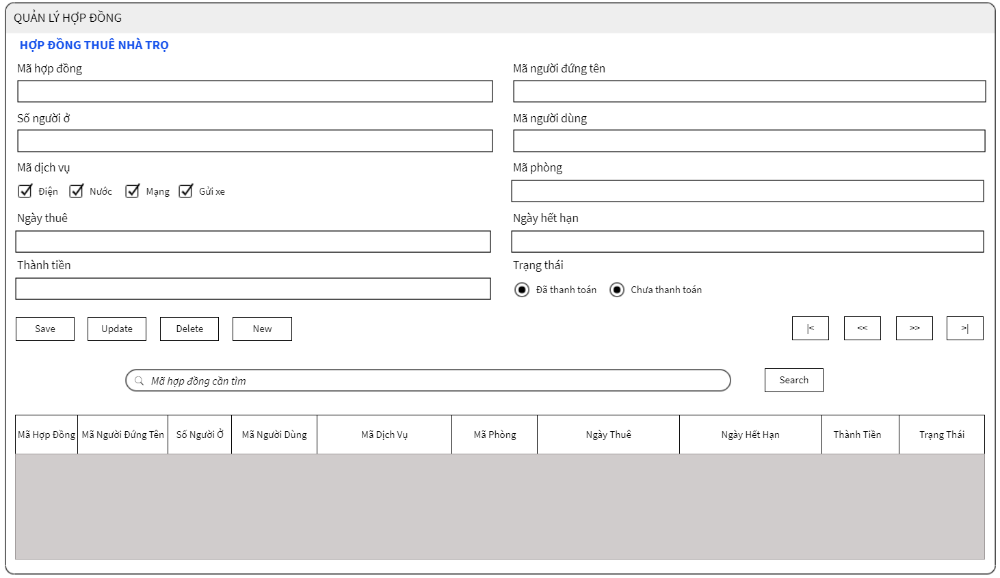 QUẢN LÝ HỢP ĐỒNG
HỢP ĐỒNG THUÊ NHÀ TRỌ
Mã hợp đồng
Mã người đứng tên
Số người ở
Mã người dùng
Mã dịch vụ
Mã phòng
Điện Nước Mạng Gửi xe
Ngày thuê
Ngày hết hạn
Thành tiền
Trạng thái
Đã thanh toán Chưa thanh toán
Save Update Delete New |< << >> >|
Mã hợp đồng cần tìm Search
Mã Hợp Đồng Mã Người Đứng Tên Số Người Ở Mã Người Dùng Mã Dịch Vụ Mã Phòng Ngày Thuê Ngày Hết Hạn Thành Tiền Trạng Thái